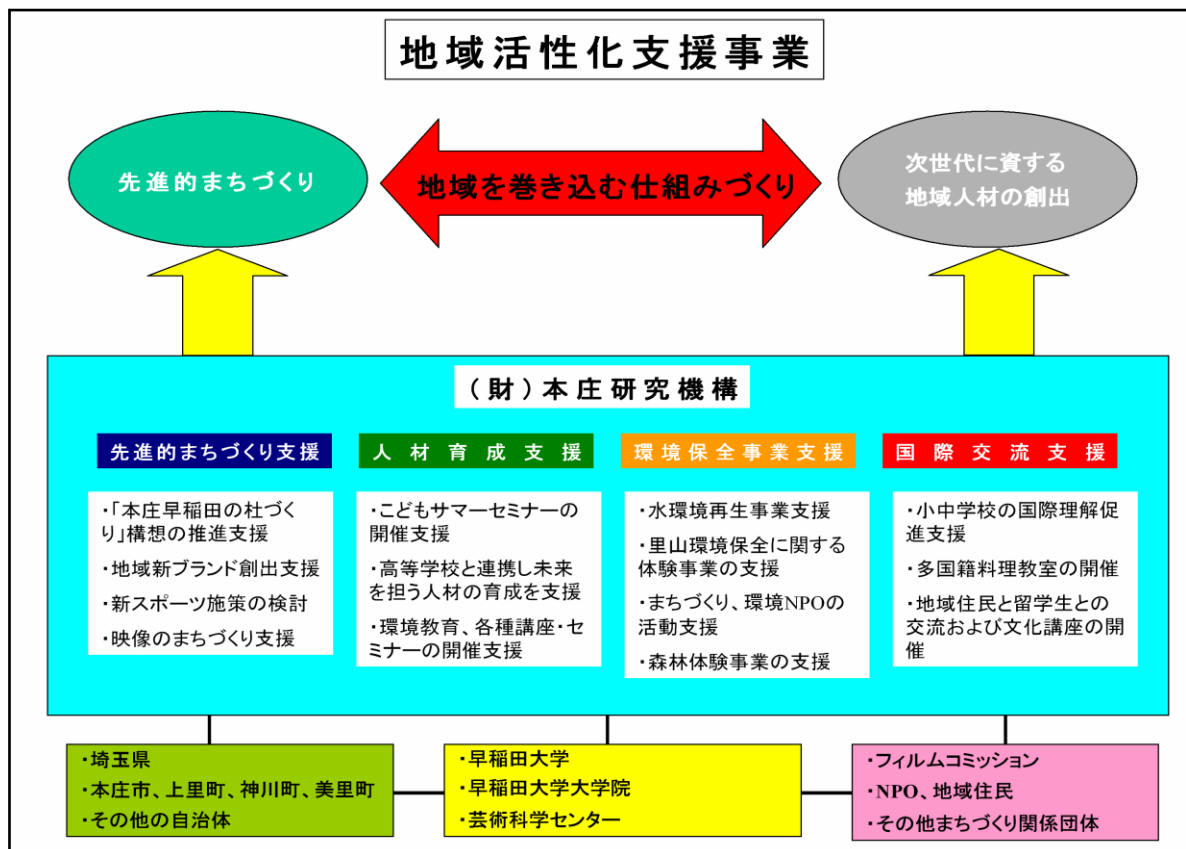 地域活性化支援事業
先進的まちづくり
地域を巻き込む仕組みづくり
次世代に資する
地域人材の創出
(財)本庄研究機構
先進的まちづくり支援
・「本庄早稲田の杜づく
り」構想の推進支援
・地域新ブランド創出支援
・新スポーツ施策の検討
・映像のまちづくり支援
人材育成支援
・こどもサマーセミナーの
開催支援
・高等学校と連携し未来
を担う人材の育成を支援
・環境教育、各種講座・セ
ミナーの開催支援
環境保全事業支援
・水環境再生事業支援
・里山環境保全に関する
体験事業の支援
・まちづくり、環境NPOの
活動支援
・森林体験事業の支援
国際交流支援
・小中学校の国際理解促
進支援
・多国籍料理教室の開催
・地域住民と留学生との
交流および文化講座の開
催
・埼玉県
・本庄市、上里町、神川町、美里町
・その他の自治体
・早稲田大学
・早稲田大学大学院
・芸術科学センター
・フィルムコミッション
・NPO、地域住民
・その他まちづくり関係団体